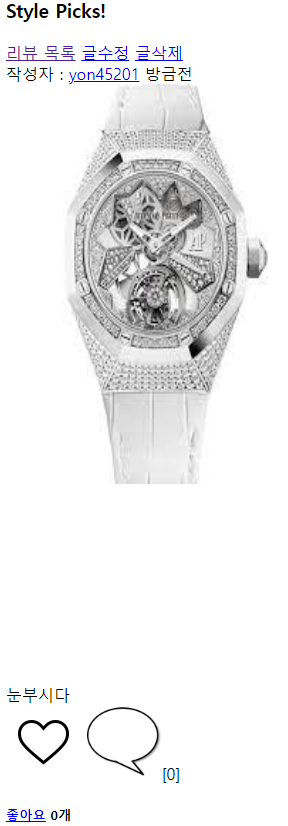 Style Picks!
리뷰 목록 글수정 글삭제
작성자 : yon45201 방금전
AP
눈부시다
[0]
좋아요 0개